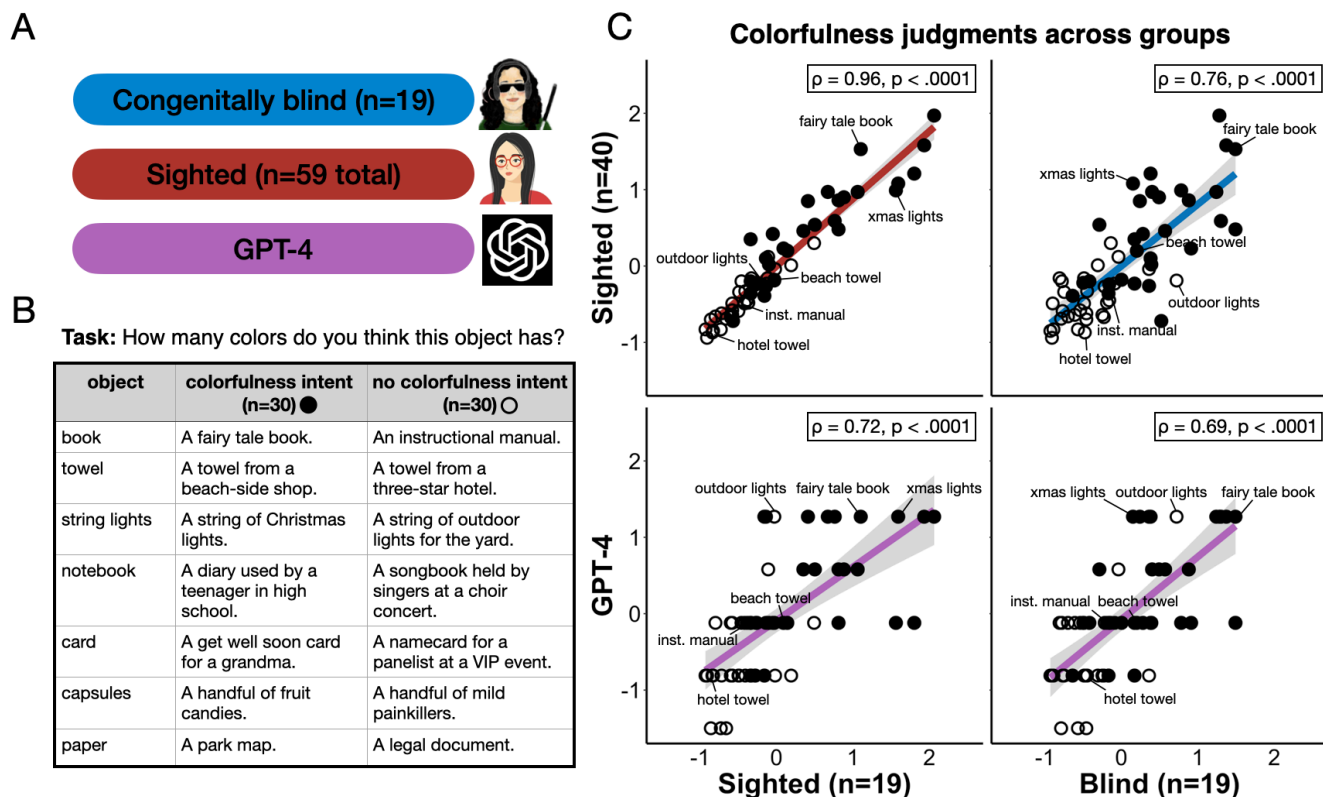 A
Congenitally blind (n=19)
Sighted (n=59 total)
GPT-4
B
Task: How many colors do you think this object has?
object
colorfulness intent
(n=30)
no colorfulness intent
(n=30)
book
A fairy tale book.
An instructional manual.
towel
A towel from a
beach-side shop.
A towel from a
three-star hotel.
string lights
A string of Christmas
lights.
A string of outdoor
lights for the yard.
notebook
A diary used by a
teenager in high
school.
A songbook held by
singers at a choir
concert.
card
A get well soon card
for a grandma.
A namecard for a
panelist at a VIP event.
capsules
A handful of fruit
candies.
A handful of mild
painkillers.
paper
A park map.
A legal document.
C
Colorfulness judgments across groups
Sighted (n=40)
2
1
0
-1
ρ = 0.96, p < .0001
fairy tale book
xmas lights
outdoor lights
beach towel
inst. manual
hotel towel
ρ = 0.76, p < .0001
fairy tale book
xmas lights
beach towel
outdoor lights
inst. manual
hotel towel
GPT-4
2
1
0
-1
ρ = 0.72, p < .0001
outdoor lights
fairy tale book
xmas lights
beach towel
inst. manual
hotel towel
-1
0
1
2
Sighted (n=19)
ρ = 0.69, p < .0001
xmas lights
outdoor lights
fairy tale book
inst. manual
beach towel
hotel towel
-1
0
1
2
Blind (n=19)